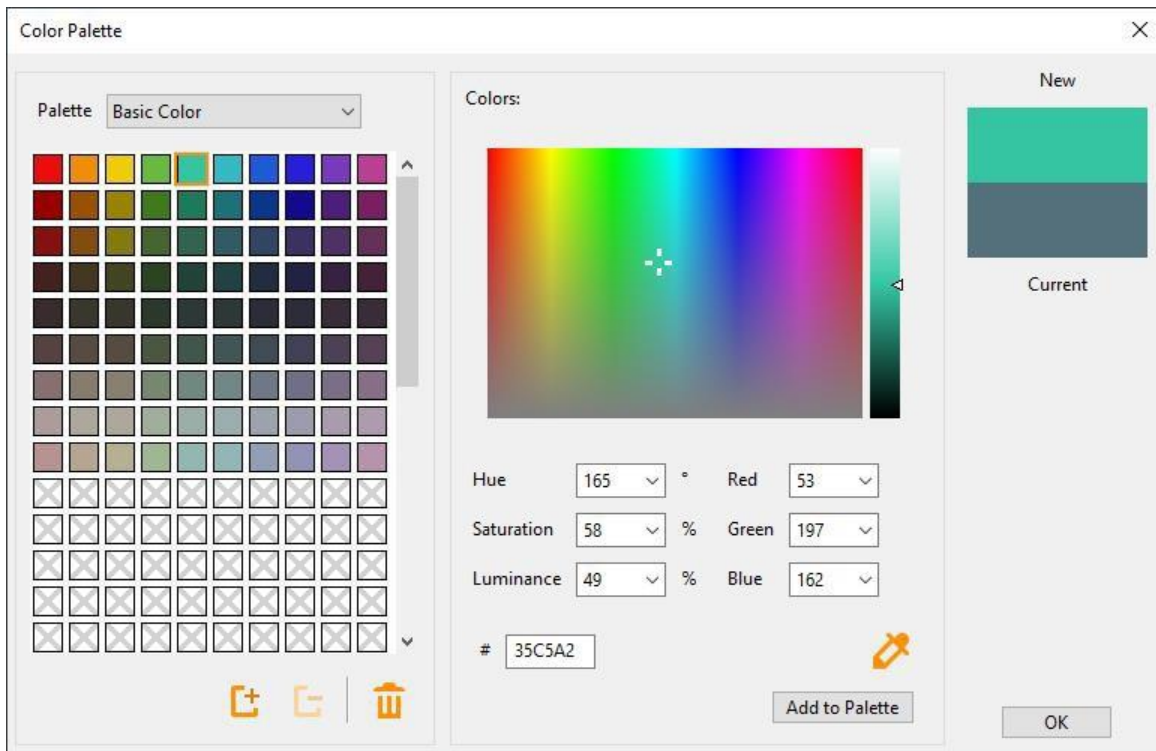 Color Palette
Palette
Basic Color
Colors:
Hue
165
°
Red
53
Saturation
58
%
Green
197
Luminance
49
%
Blue
162
#
35C5A2
Add to Palette
New
Current
OK